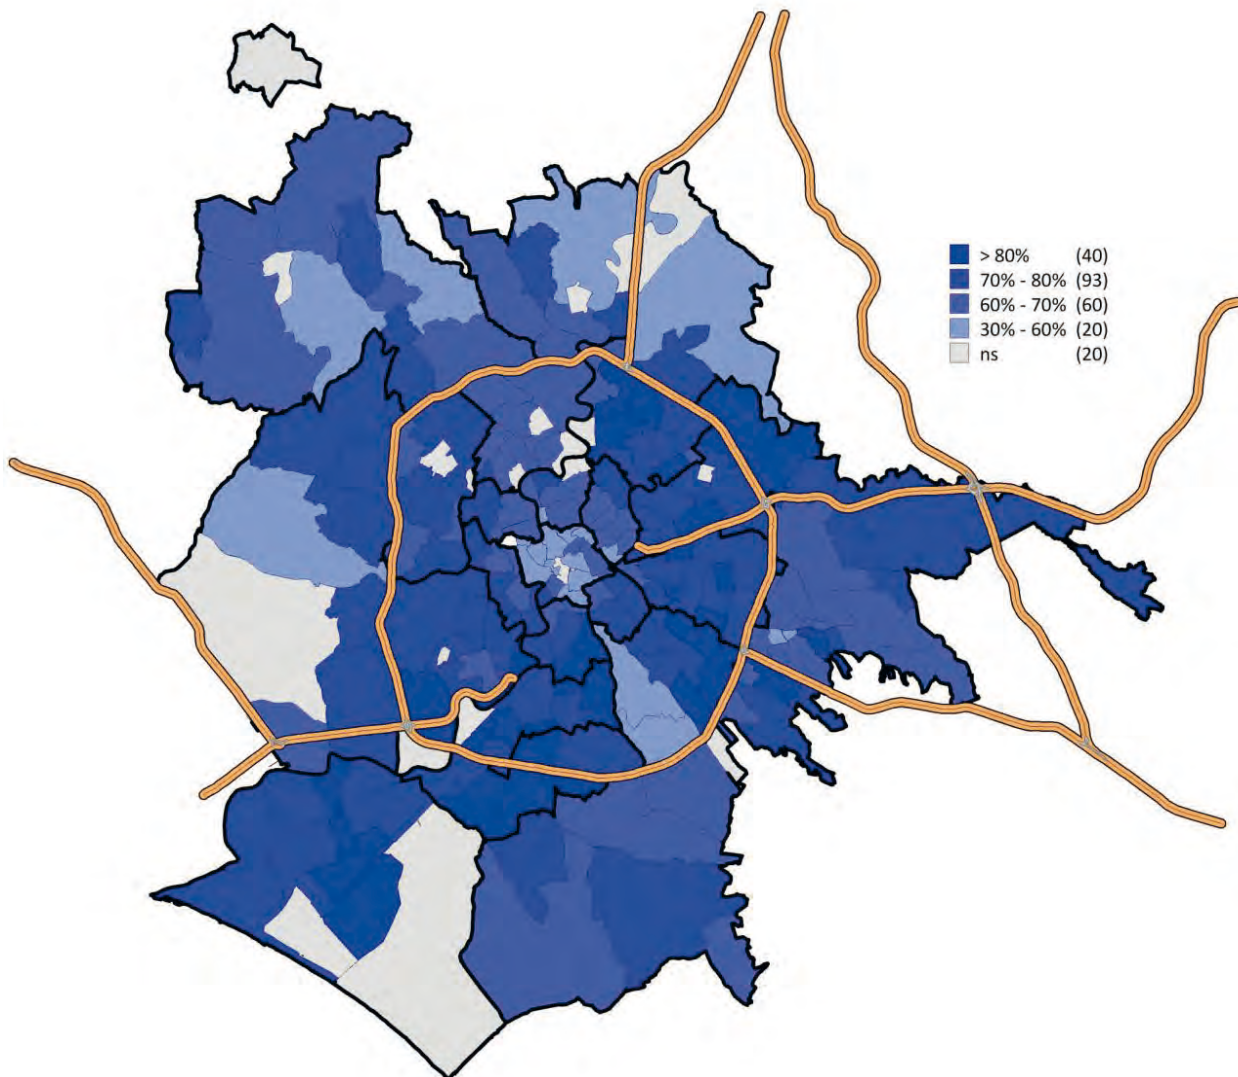 > 80% (40)
70% - 80% (93)
60% - 70% (60)
30% - 60% (20)
ns (20)